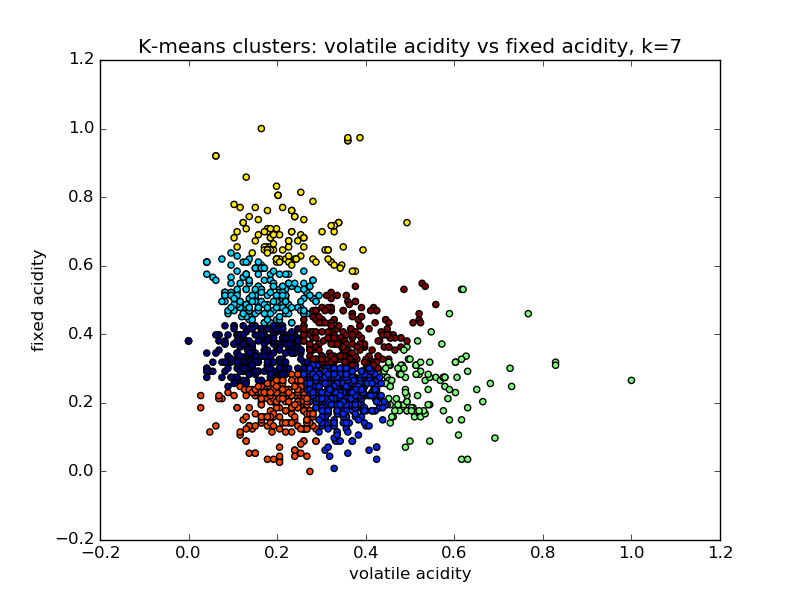 K-means clusters: volatile acidity vs fixed acidity, k=7
1.2
1.0
0.8
0.6
0.4
0.2
0.0
−0.2
fixed acidity
−0.2 0.0 0.2 0.4 0.6 0.8 1.0 1.2
volatile acidity